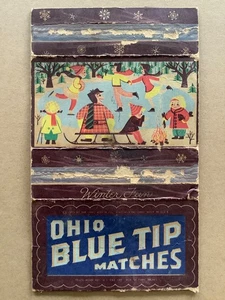 Winter Fun
OHIO
BLUE TIP
MATCHES